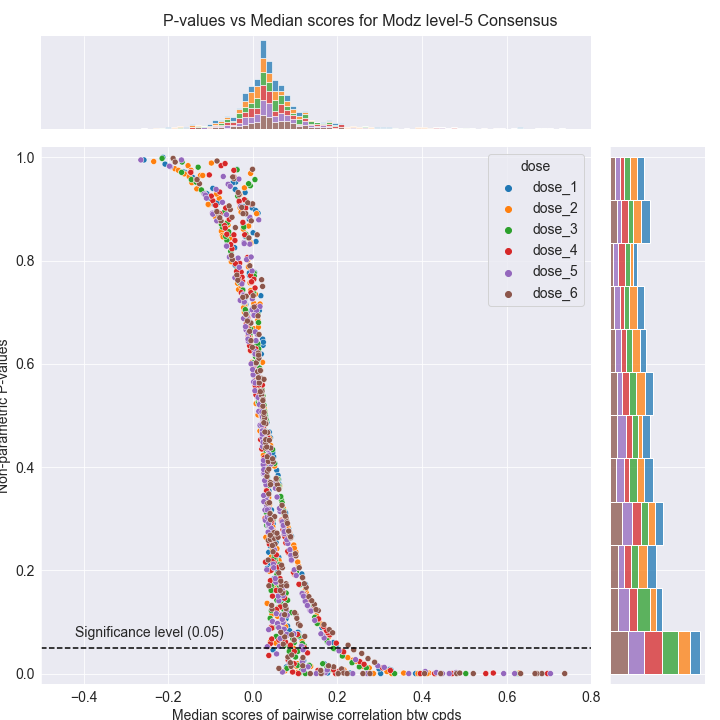 P-values vs Median scores for Modz level-5 Consensus
1.0
0.8
0.6
0.4
0.2
0.0
Non-parametric P-values
dose
dose_1
dose_2
dose_3
dose_4
dose_5
dose_6
Significance level (0.05)
−0.4 −0.2 0.0 0.2 0.4 0.6 0.8
Median scores of pairwise correlation btw cpds